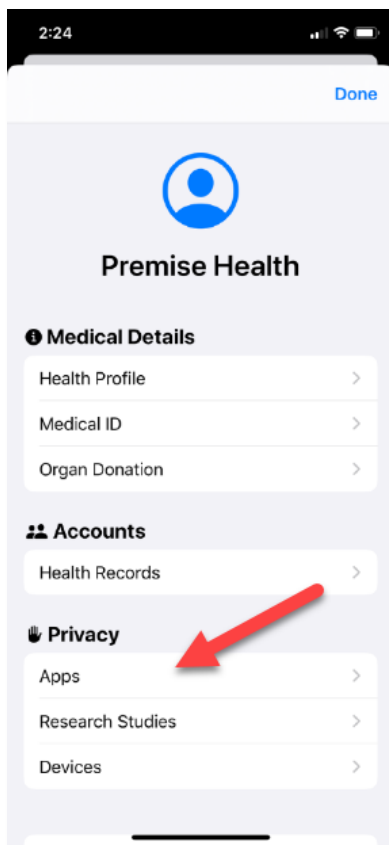 2:24
Done
Premise Health
Medical Details
Health Profile
Medical ID
Organ Donation
Accounts
Health Records
Privacy
Apps
Research Studies
Devices